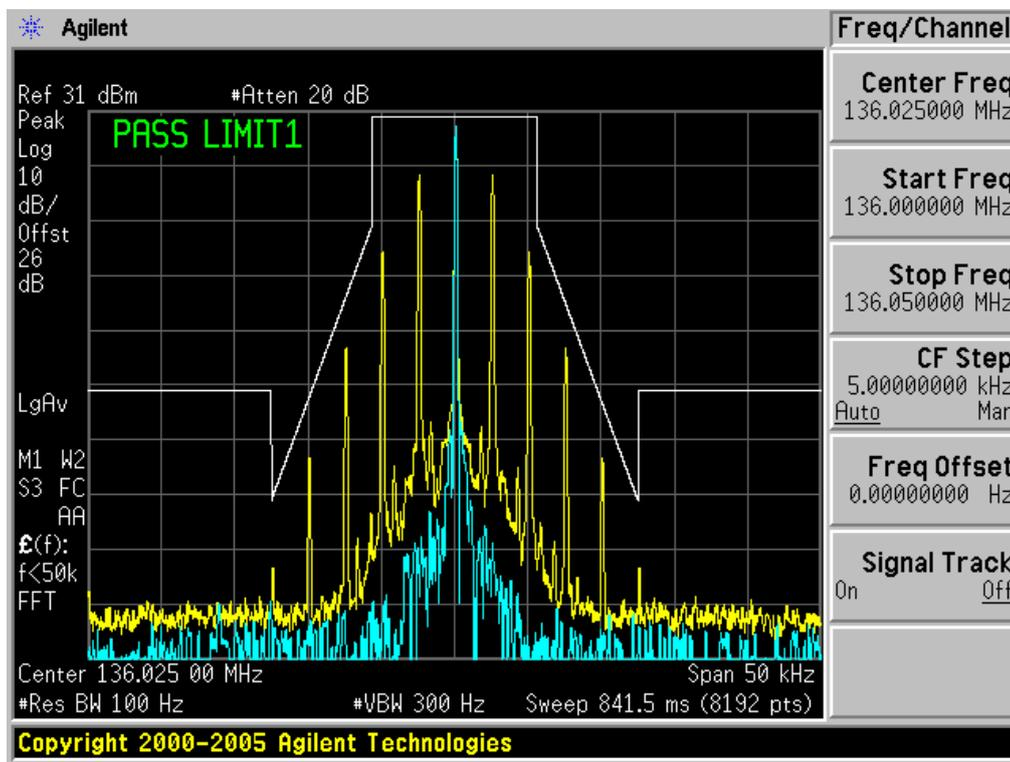 Agilent
Freq/Channel
Ref 31 dBm #Atten 20 dB
Peak
Log
10
dB/
Offst
26
dB
PASS LIMIT1
LgAv
M1 W2
S3 FC
AA
£(f):
f<50k
FFT
Center 136.025 00 MHz Span 50 kHz
#Res BW 100 Hz #VBW 300 Hz Sweep 841.5 ms (8192 pts)
Copyright 2000-2005 Agilent Technologies
Center Freq
136.025000 MHz
Start Freq
136.000000 MHz
Stop Freq
136.050000 MHz
CF Step
5.00000000 kHz
Auto Man
Freq Offset
0.00000000 Hz
Signal Track
On Off